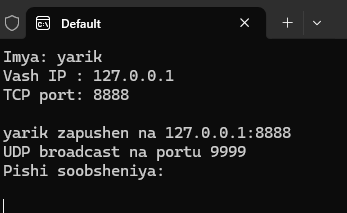 Default
Imya: yarik
Vash IP : 127.0.0.1
TCP port: 8888
yarik zapushen na 127.0.0.1:8888
UDP broadcast na portu 9999
Pishi soobsheniya: